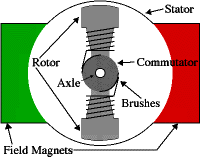 Stator
Rotor
Commutator
Axle
Brushes
Field Magnets